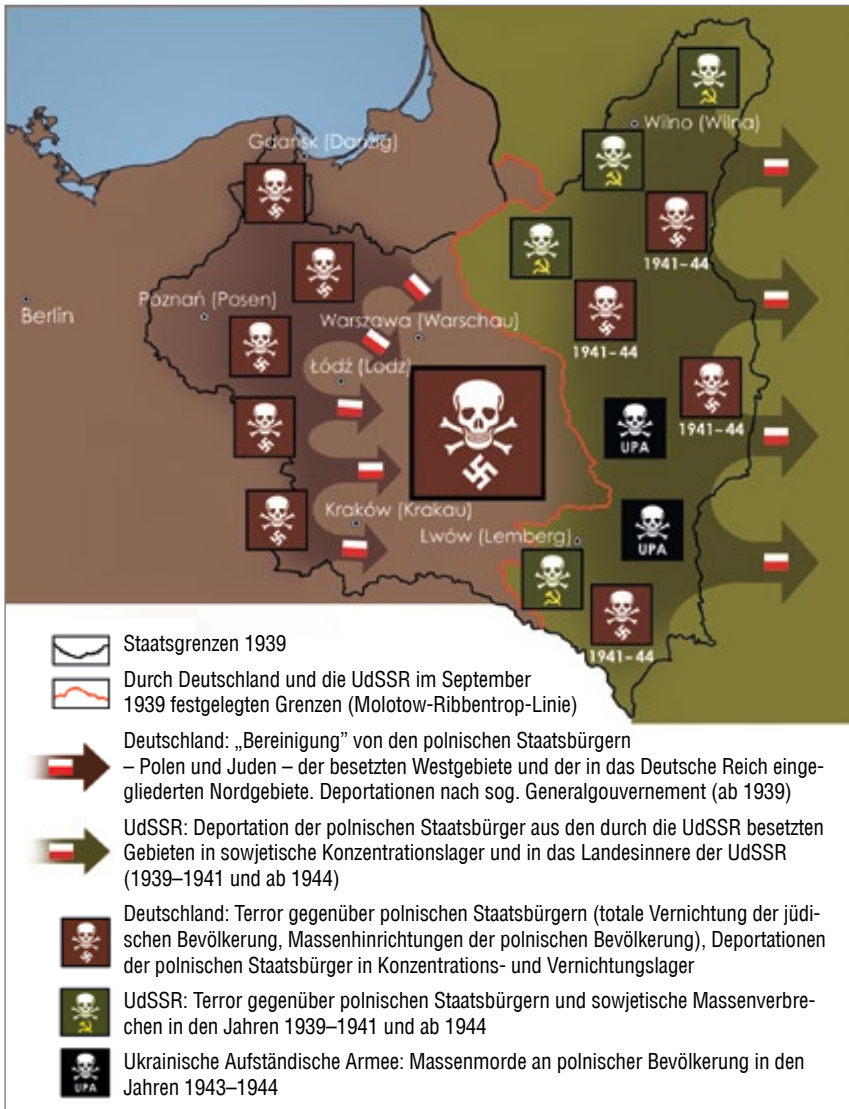 Gdańsk (Danzig)
Wilno (Wilna)
1941–44
Berlin
Poznań (Posen)
Warszawa (Warschau)
1941–44
Łódź (Lodz)
1941–44
UPA
Kraków (Krakau)
Lwów (Lemberg)
UPA
1941–44
Staatsgrenzen 1939
Durch Deutschland und die UdSSR im September
1939 festgelegten Grenzen (Molotow-Ribbentrop-Linie)
Deutschland: „Bereinigung” von den polnischen Staatsbürgern
– Polen und Juden – der besetzten Westgebiete und der in das Deutsche Reich einge-
gliederten Nordgebiete. Deportationen nach sog. Generalgouvernement (ab 1939)
UdSSR: Deportation der polnischen Staatsbürger aus den durch die UdSSR besetzten
Gebieten in sowjetische Konzentrationslager und in das Landesinnere der UdSSR
(1939–1941 und ab 1944)
Deutschland: Terror gegenüber polnischen Staatsbürgern (totale Vernichtung der jüdi-
schen Bevölkerung, Massenhinrichtungen der polnischen Bevölkerung), Deportationen
der polnischen Staatsbürger in Konzentrations- und Vernichtungslager
UdSSR: Terror gegenüber polnischen Staatsbürgern und sowjetische Massenverbre-
chen in den Jahren 1939–1941 und ab 1944
UPA
Ukrainische Aufständische Armee: Massenmorde an polnischer Bevölkerung in den
Jahren 1943–1944